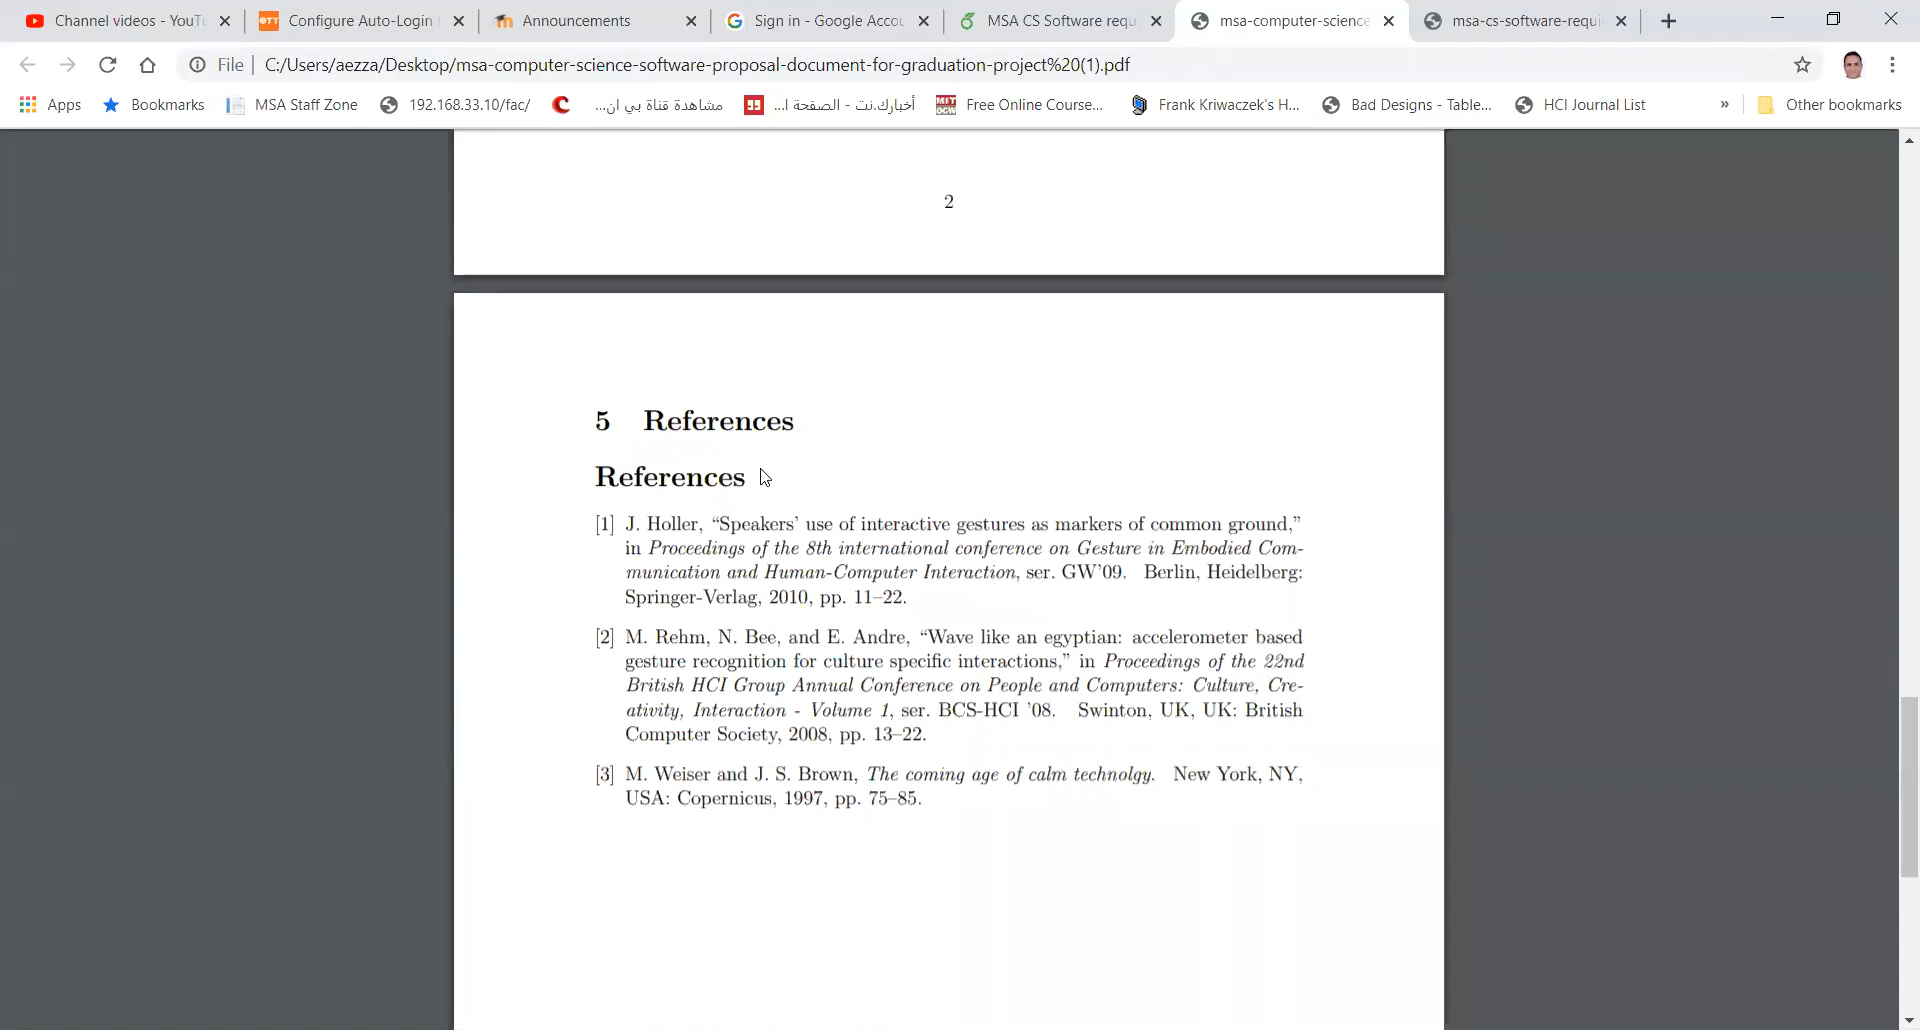 Channel videos - YouTu
Configure Auto-Login
Announcements
Sign in - Google Accou
MSA CS Software requ
msa-computer-science
msa-cs-software-requi
File
C:/Users/aezza/Desktop/msa-computer-science-software-proposal-document-for-graduation-project%20(1).pdf
Apps
Bookmarks
MSA Staff Zone
192.168.33.10/fac/
مشاهدة قناة بي ان...
أخبارك.نت - الصفحة ا...
Free Online Course...
Frank Kriwaczek's H...
Bad Designs - Table...
HCI Journal List
»
Other bookmarks
2
5 References
References
[1] J. Holler, “Speakers’ use of interactive gestures as markers of common ground,”
in Proceedings of the 8th international conference on Gesture in Embodied Com-
munication and Human-Computer Interaction, ser. GW’09. Berlin, Heidelberg:
Springer-Verlag, 2010, pp. 11–22.
[2] M. Rehm, N. Bee, and E. Andre, “Wave like an egyptian: accelerometer based
gesture recognition for culture specific interactions,” in Proceedings of the 22nd
British HCI Group Annual Conference on People and Computers: Culture, Cre-
ativity, Interaction - Volume 1, ser. BCS-HCI ’08. Swinton, UK, UK: British
Computer Society, 2008, pp. 13–22.
[3] M. Weiser and J. S. Brown, The coming age of calm technolgy. New York, NY,
USA: Copernicus, 1997, pp. 75–85.